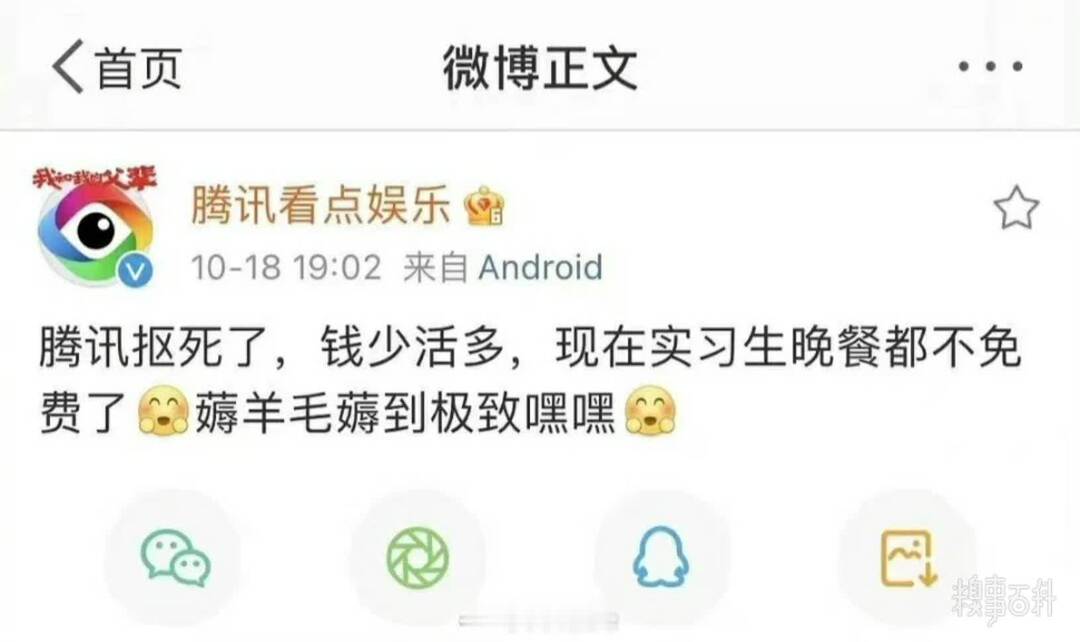 首页
微博正文
我和我的父辈
腾讯看点娱乐
6
10-18 19:02 来自 Android
腾讯抠死了，钱少活多，现在实习生晚餐都不免
费了🤗薅羊毛薅到极致嘿嘿🤗
糗事百科